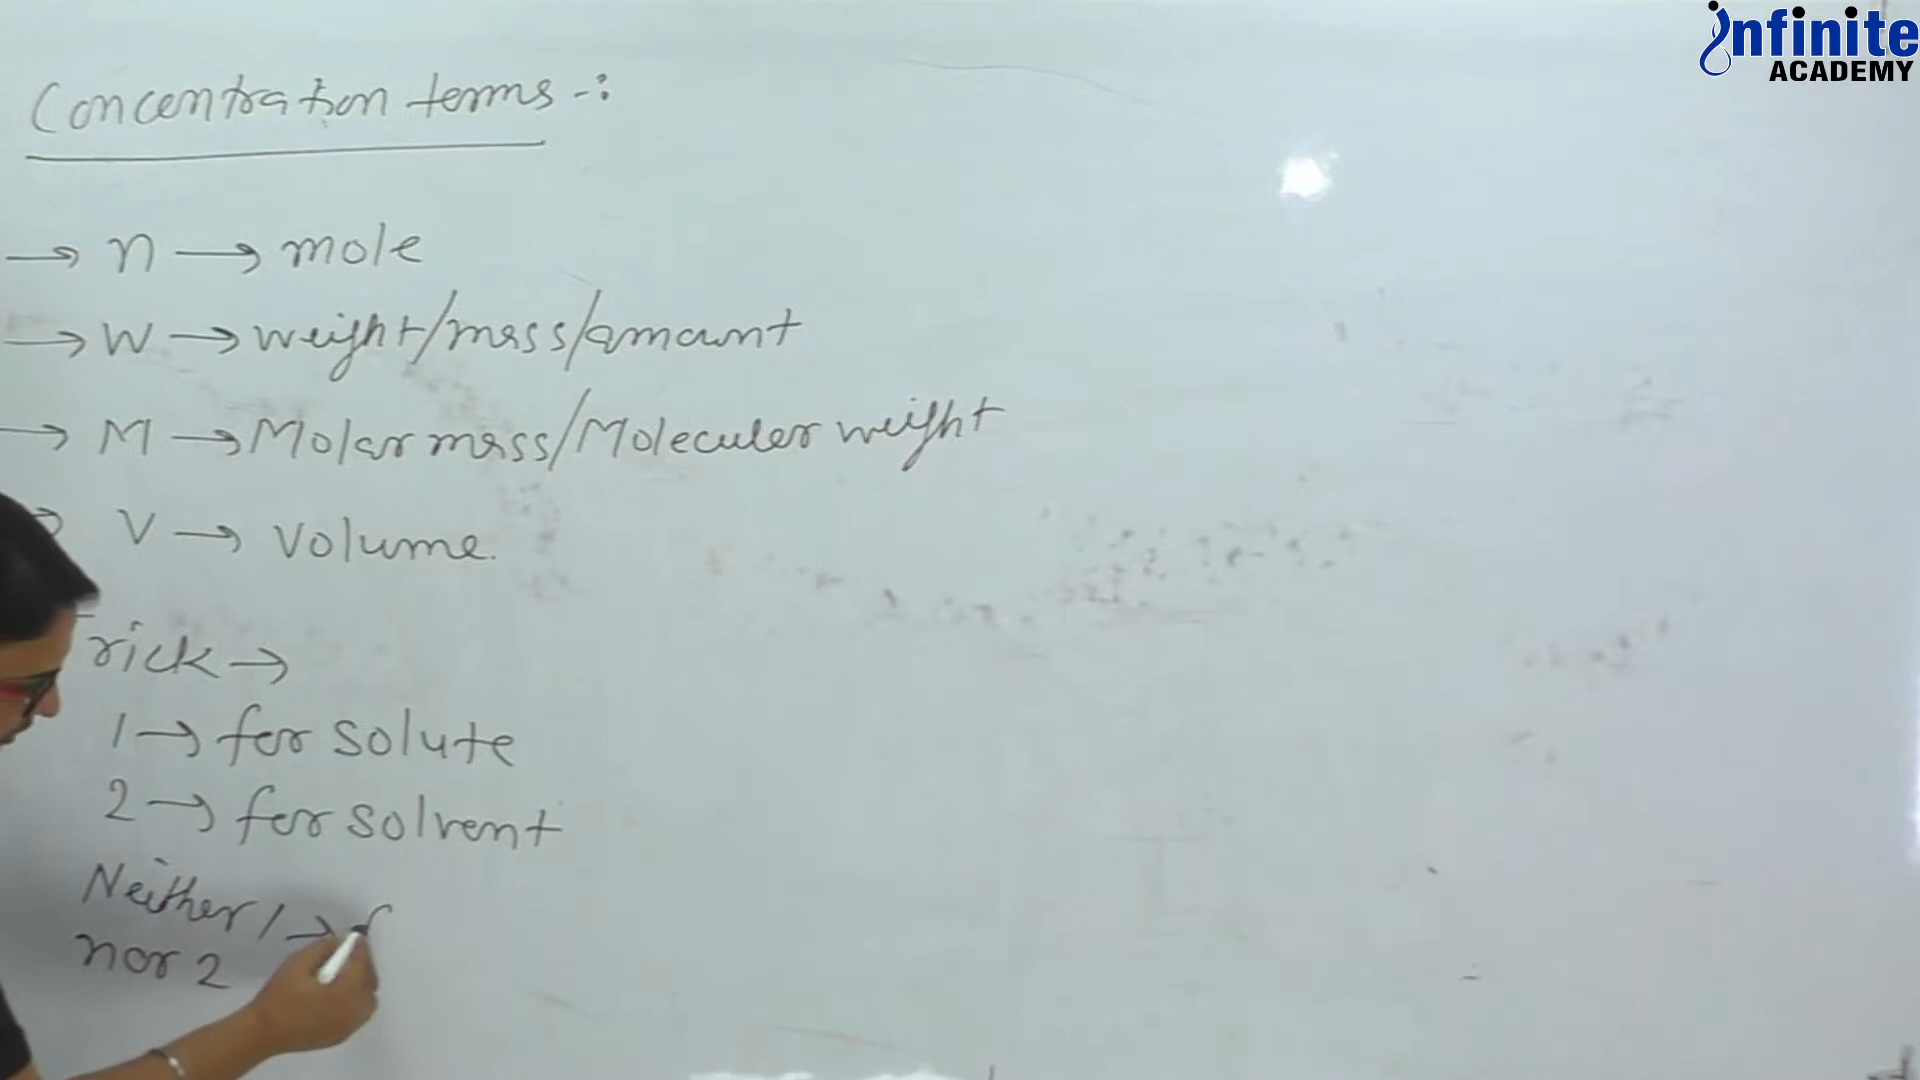 infinite
ACADEMY
Concentration terms -:
→ n → mole
→ W → weight/mass/amount
→ M → Molar mass/Moleculer weight
V → Volume.
rick →
1 → for solute
2 → for solvent
Neither 1 → f
nor 2